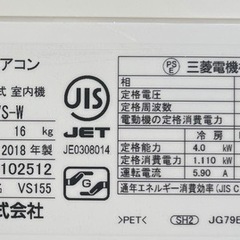 アコン
式 室内機
S-W
16 kg
2018 年製
102512
VS155
式会社
JIS
JET
JE0308014
G
PS
E
三菱電機株
相
定格電圧
定格周波数
電動機の定格消費電力
冷 房
定格能力 4.0 k
定格消費電力 1.110 k
運転電流 5.90 C
通年エネルギー消費効率(JIS C
>PET<
SH2
JG79E